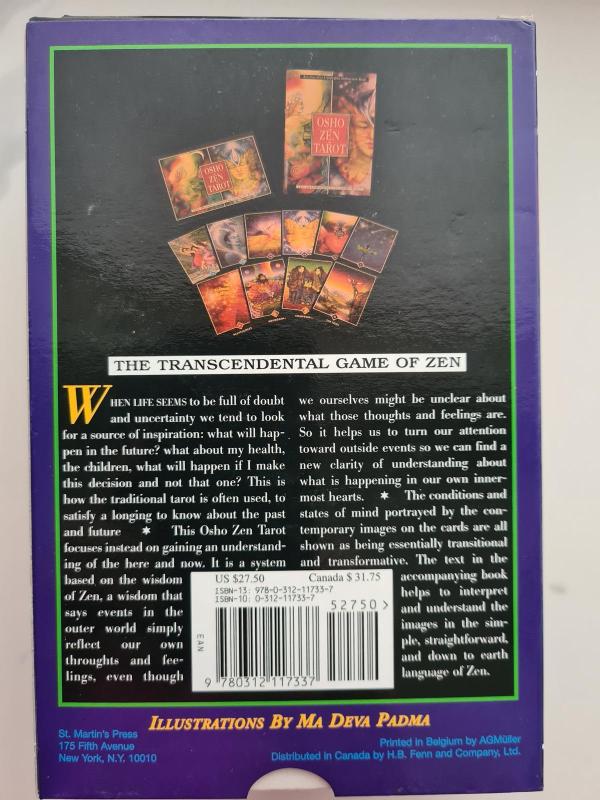 OSHO
ZEN
TAROT
OSHO
ZEN
TAROT
THE TRANSCENDENTAL GAME OF ZEN
WHEN LIFE SEEMS to be full of doubt
and uncertainty we tend to look
for a source of inspiration: what will hap-
pen in the future? what about my health,
the children, what will happen if I make
this decision and not that one? This is
how the traditional tarot is often used, to
satisfy a longing to know about the past
and future ✶ This Osho Zen Tarot
focuses instead on gaining an understand-
ing of the here and now. It is a system
based on the wisdom
of Zen, a wisdom that
says events in the
outer world simply
reflect our own
throughts and fee-
lings, even though
we ourselves might be unclear about
what those thoughts and feelings are.
So it helps us to turn our attention
toward outside events so we can find a
new clarity of understanding about
what is happening in our own inner-
most hearts. ✶ The conditions and
states of mind portrayed by the con-
temporary images on the cards are all
shown as being essentially transitional
and transformative. The text in the
accompanying book
helps to interpret
and understand the
images in the sim-
ple, straightforward,
and down to earth
language of Zen.
US $27.50 Canada $ 31.75
ISBN-13: 978-0-312-11733-7
ISBN-10: 0-312-11733-7
52750>
EAN
9 780312 117337
ILLUSTRATIONS BY MA DEVA PADMA
St. Martin's Press
175 Fifth Avenue
New York, N.Y. 10010
Printed in Belgium by AGMüller
Distributed in Canada by H.B. Fenn and Company, Ltd.